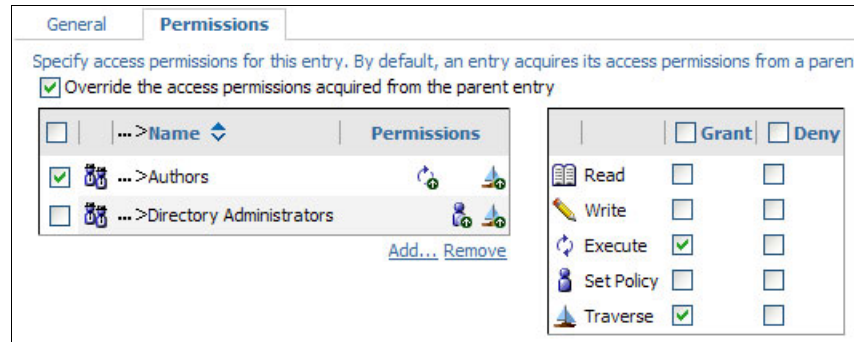 General Permissions
Specify access permissions for this entry. By default, an entry acquires its access permissions from a paren
Override the access permissions acquired from the parent entry
...>Name Permissions
...>Authors
...>Directory Administrators
Add... Remove
Grant Deny
Read
Write
Execute
Set Policy
Traverse